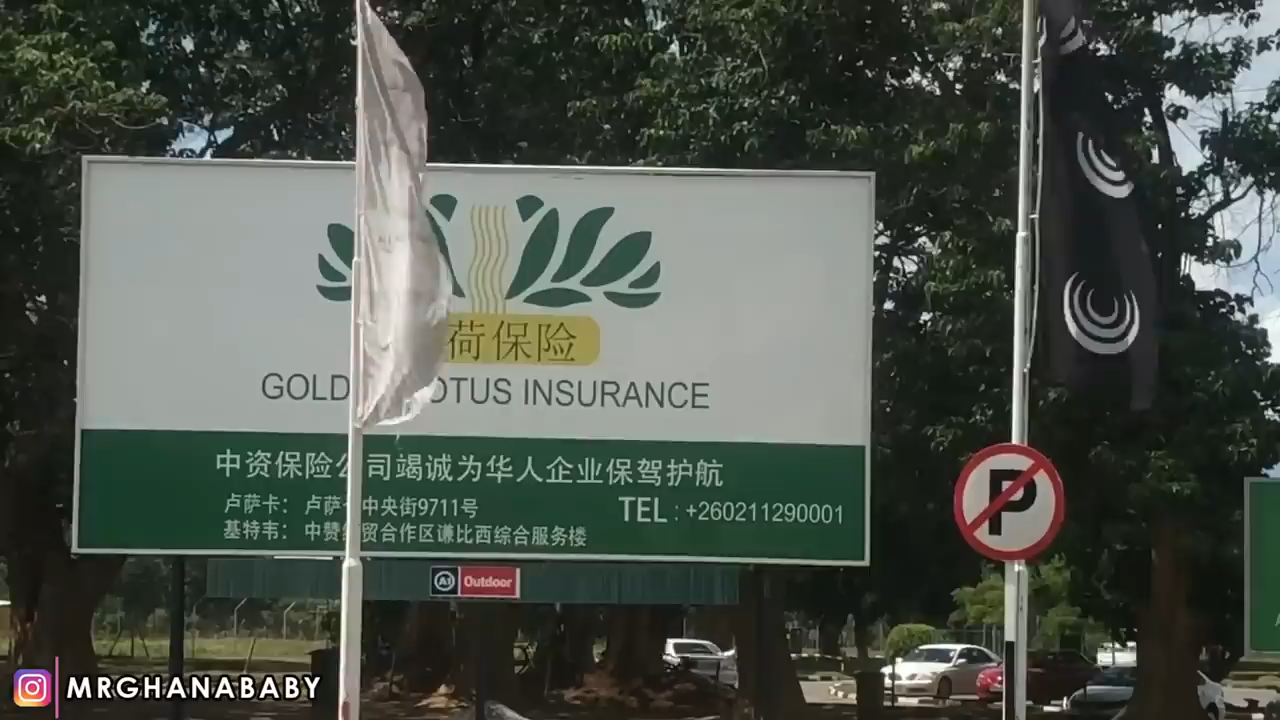 荷保险
GOLD OTUS INSURANCE
中资保险公司竭诚为华人企业保驾护航
卢萨卡: 卢萨 中央街9711号
TEL : +260211290001
基特韦: 中赞 贸合作区谦比西综合服务楼
A1 Outdoor
P
MRGHANABABY